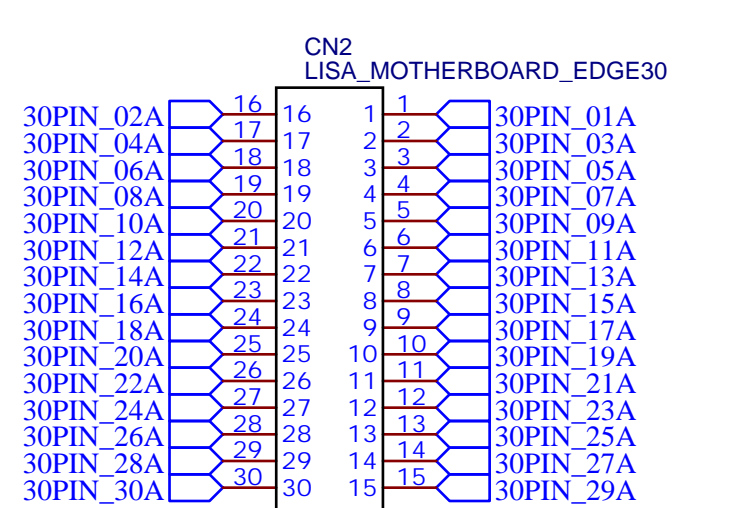 CN2
LISA_MOTHERBOARD_EDGE30
30PIN_02A 16 16 1 1 30PIN_01A
30PIN_04A 17 17 2 2 30PIN_03A
30PIN_06A 18 18 3 3 30PIN_05A
30PIN_08A 19 19 4 4 30PIN_07A
30PIN_10A 20 20 5 5 30PIN_09A
30PIN_12A 21 21 6 6 30PIN_11A
30PIN_14A 22 22 7 7 30PIN_13A
30PIN_16A 23 23 8 8 30PIN_15A
30PIN_18A 24 24 9 9 30PIN_17A
30PIN_20A 25 25 10 10 30PIN_19A
30PIN_22A 26 26 11 11 30PIN_21A
30PIN_24A 27 27 12 12 30PIN_23A
30PIN_26A 28 28 13 13 30PIN_25A
30PIN_28A 29 29 14 14 30PIN_27A
30PIN_30A 30 30 15 15 30PIN_29A